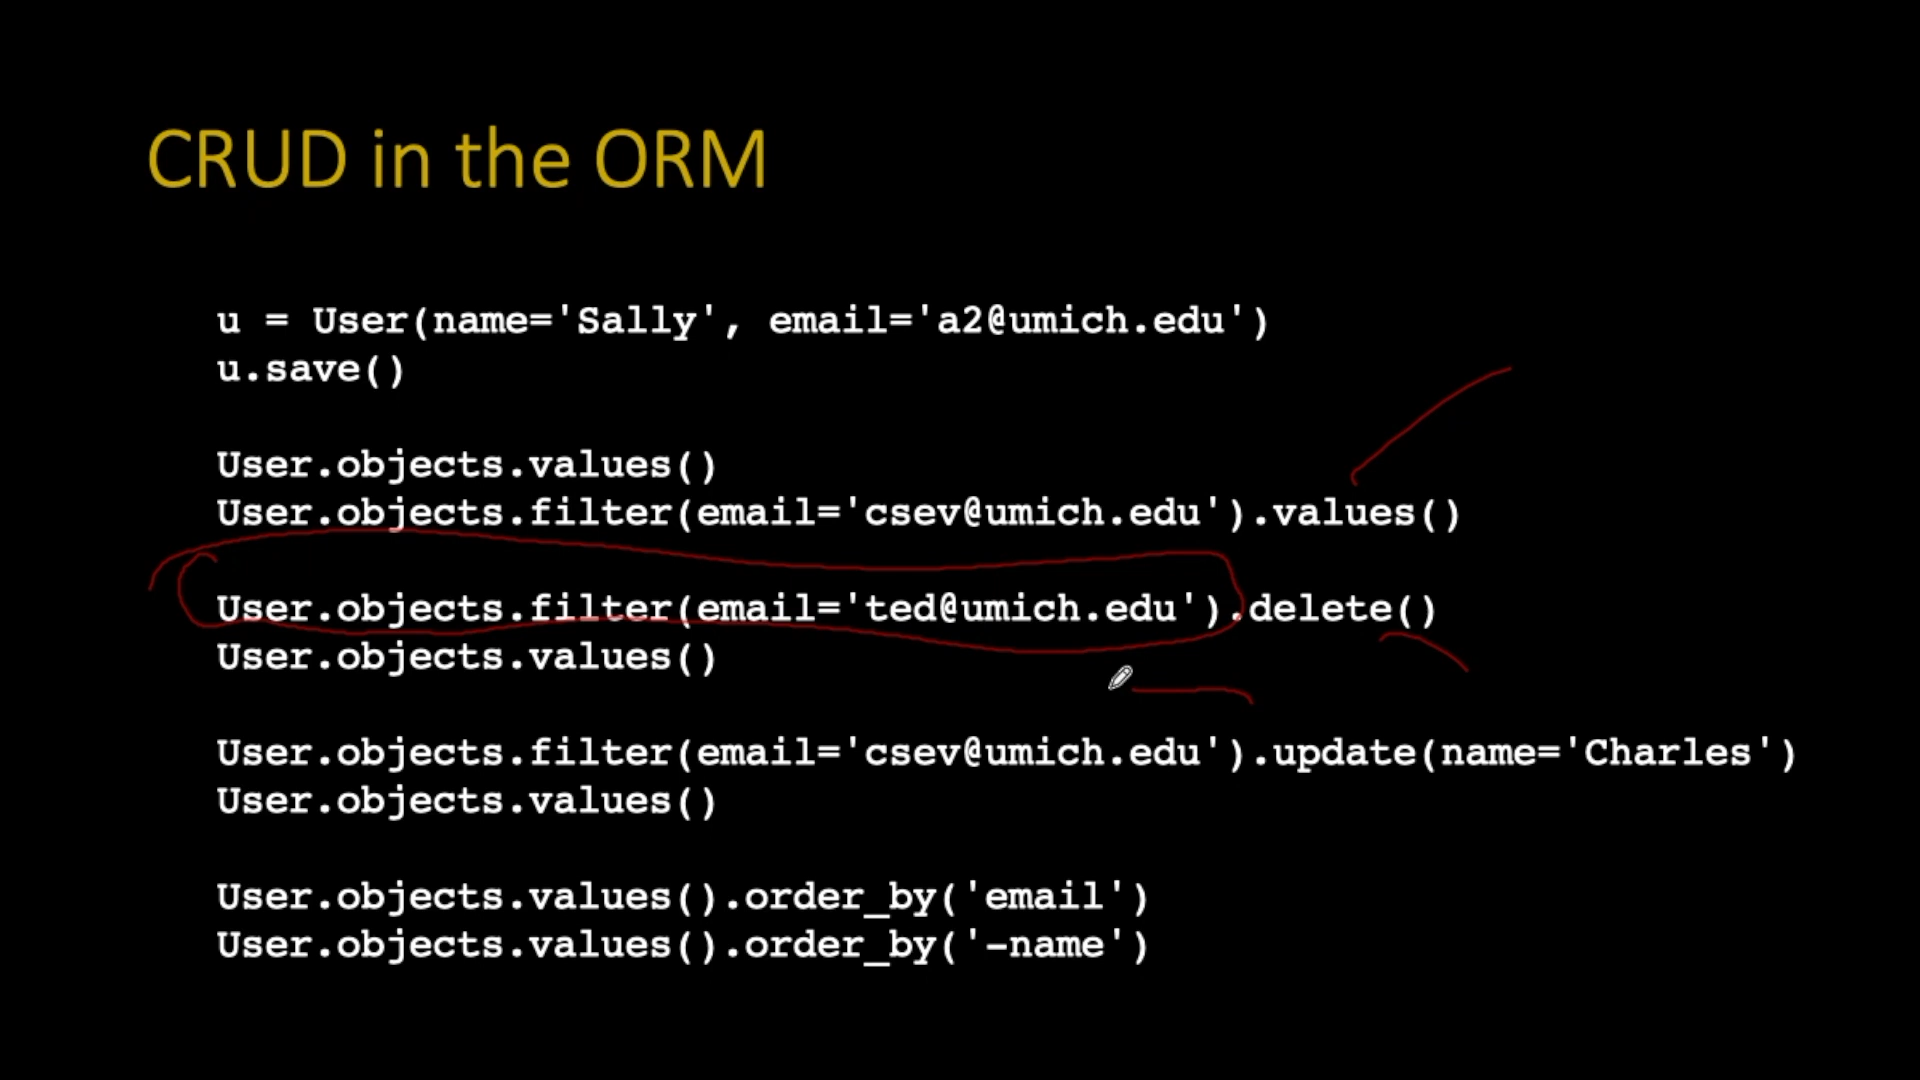 CRUD in the ORM
u = User(name='Sally', email='a2@umich.edu')
u.save()
User.objects.values()
User.objects.filter(email='csev@umich.edu').values()
User.objects.filter(email='ted@umich.edu').delete()
User.objects.values()
User.objects.filter(email='csev@umich.edu').update(name='Charles')
User.objects.values()
User.objects.values().order_by('email')
User.objects.values().order_by('-name')